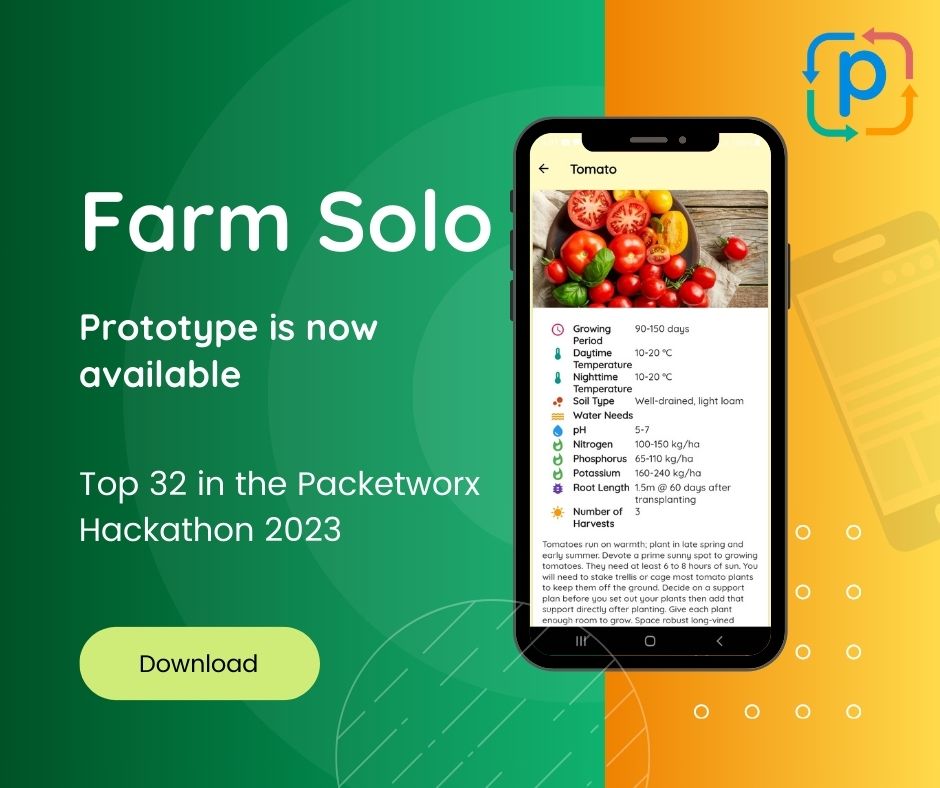 p
Farm Solo
Prototype is now
available
Top 32 in the Packetworx
Hackathon 2023
Download
Tomato
Growing Period 90-150 days
Daytime Temperature 10-20 °C
Nighttime Temperature 10-20 °C
Soil Type Well-drained, light loam
Water Needs
pH 5-7
Nitrogen 100-150 kg/ha
Phosphorus 65-110 kg/ha
Potassium 160-240 kg/ha
Root Length 1.5m @ 60 days after transplanting
Number of Harvests 3
Tomatoes run on warmth; plant in late spring and
early summer. Devote a prime sunny spot to growing
tomatoes. They need at least 6 to 8 hours of sun. You
will need to stake trellis or cage most tomato plants
to keep them off the ground. Decide on a support
plan before you set out your plants then add that
support directly after planting. Give each plant
enough room to grow. Space robust long-vined